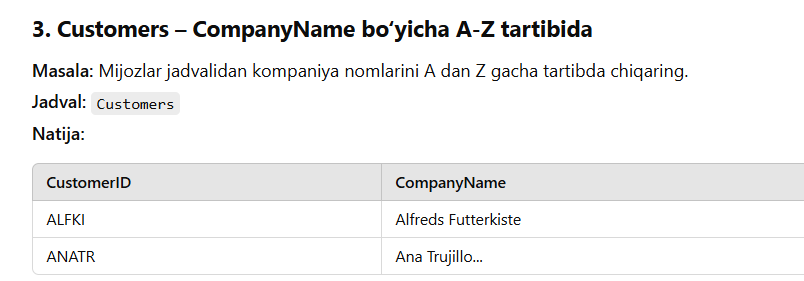 3. Customers – CompanyName bo‘yicha A-Z tartibida
Masala: Mijozlar jadvalidan kompaniya nomlarini A dan Z gacha tartibda chiqaring.
Jadval: Customers
Natija:
CustomerID CompanyName
ALFKI Alfreds Futterkiste
ANATR Ana Trujillo...